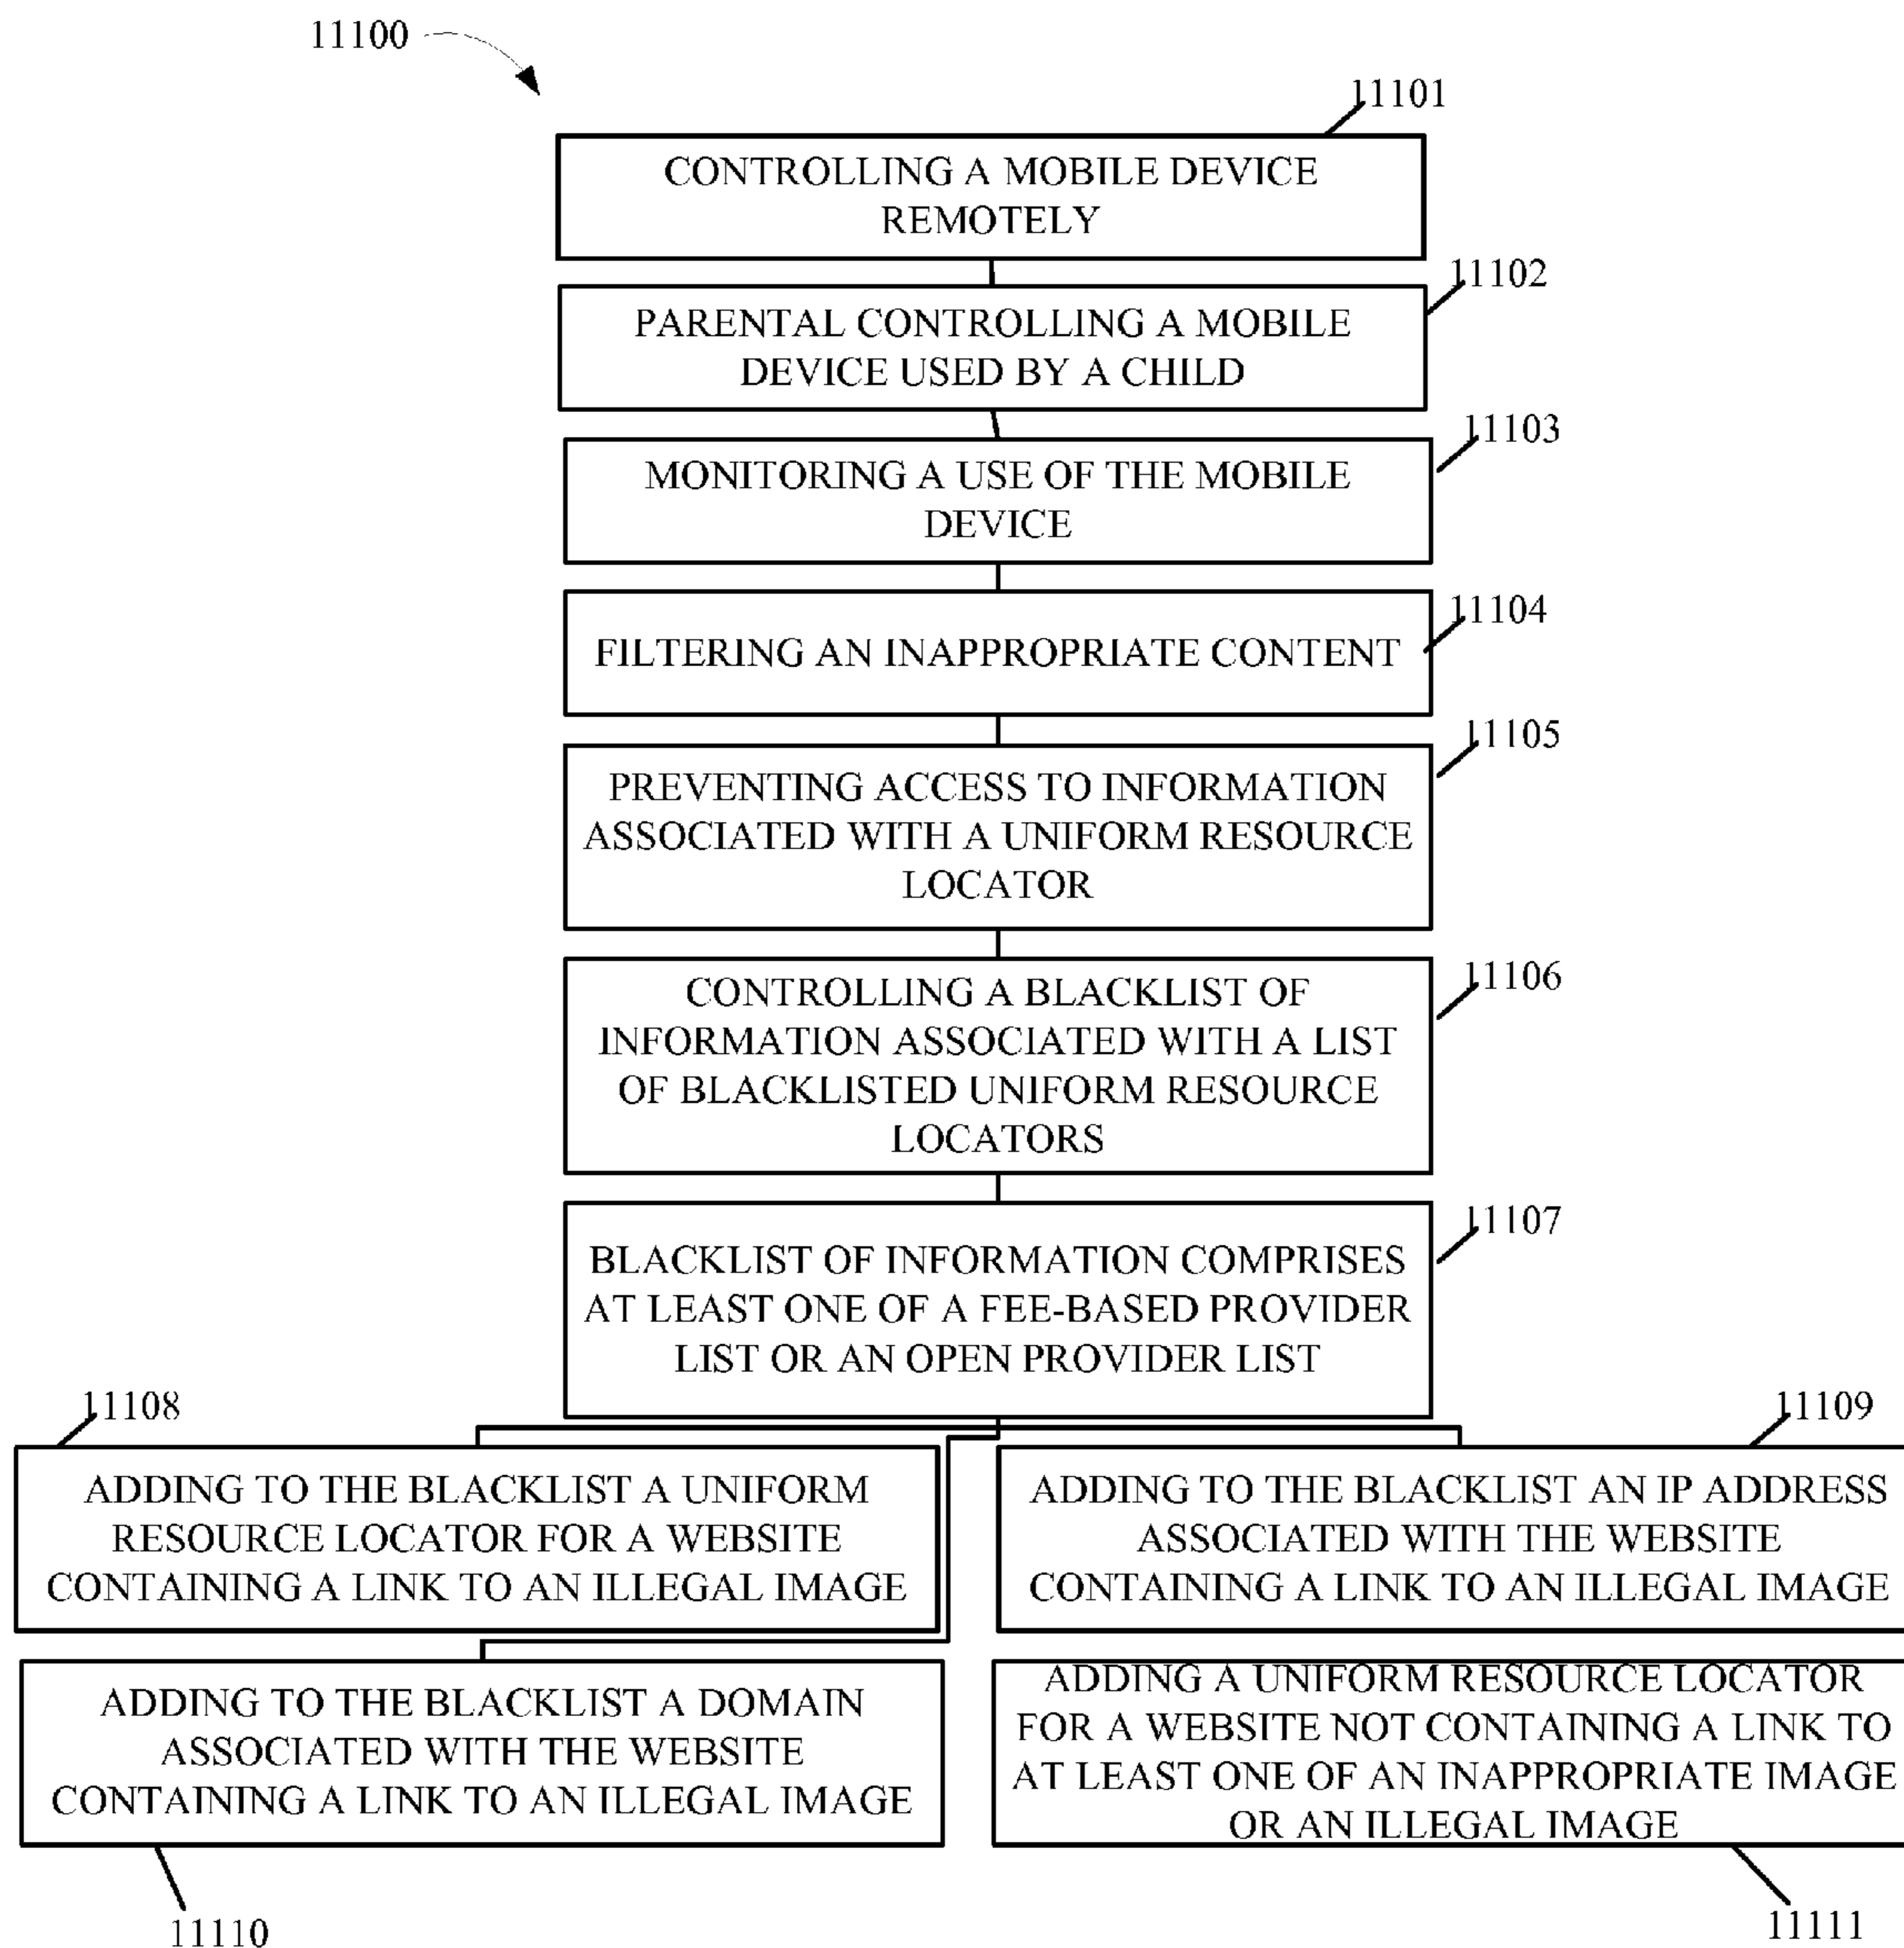 11100
11101
CONTROLLING A MOBILE DEVICE
REMOTELY
11102
PARENTAL CONTROLLING A MOBILE
DEVICE USED BY A CHILD
11103
MONITORING A USE OF THE MOBILE
DEVICE
11104
FILTERING AN INAPPROPRIATE CONTENT
11105
PREVENTING ACCESS TO INFORMATION
ASSOCIATED WITH A UNIFORM RESOURCE
LOCATOR
11106
CONTROLLING A BLACKLIST OF
INFORMATION ASSOCIATED WITH A LIST
OF BLACKLISTED UNIFORM RESOURCE
LOCATORS
11107
BLACKLIST OF INFORMATION COMPRISES
AT LEAST ONE OF A FEE-BASED PROVIDER
LIST OR AN OPEN PROVIDER LIST
11108
ADDING TO THE BLACKLIST A UNIFORM
RESOURCE LOCATOR FOR A WEBSITE
CONTAINING A LINK TO AN ILLEGAL IMAGE
11109
ADDING TO THE BLACKLIST AN IP ADDRESS
ASSOCIATED WITH THE WEBSITE
CONTAINING A LINK TO AN ILLEGAL IMAGE
ADDING TO THE BLACKLIST A DOMAIN
ASSOCIATED WITH THE WEBSITE
CONTAINING A LINK TO AN ILLEGAL IMAGE
11110
ADDING A UNIFORM RESOURCE LOCATOR
FOR A WEBSITE NOT CONTAINING A LINK TO
AT LEAST ONE OF AN INAPPROPRIATE IMAGE
OR AN ILLEGAL IMAGE
11111